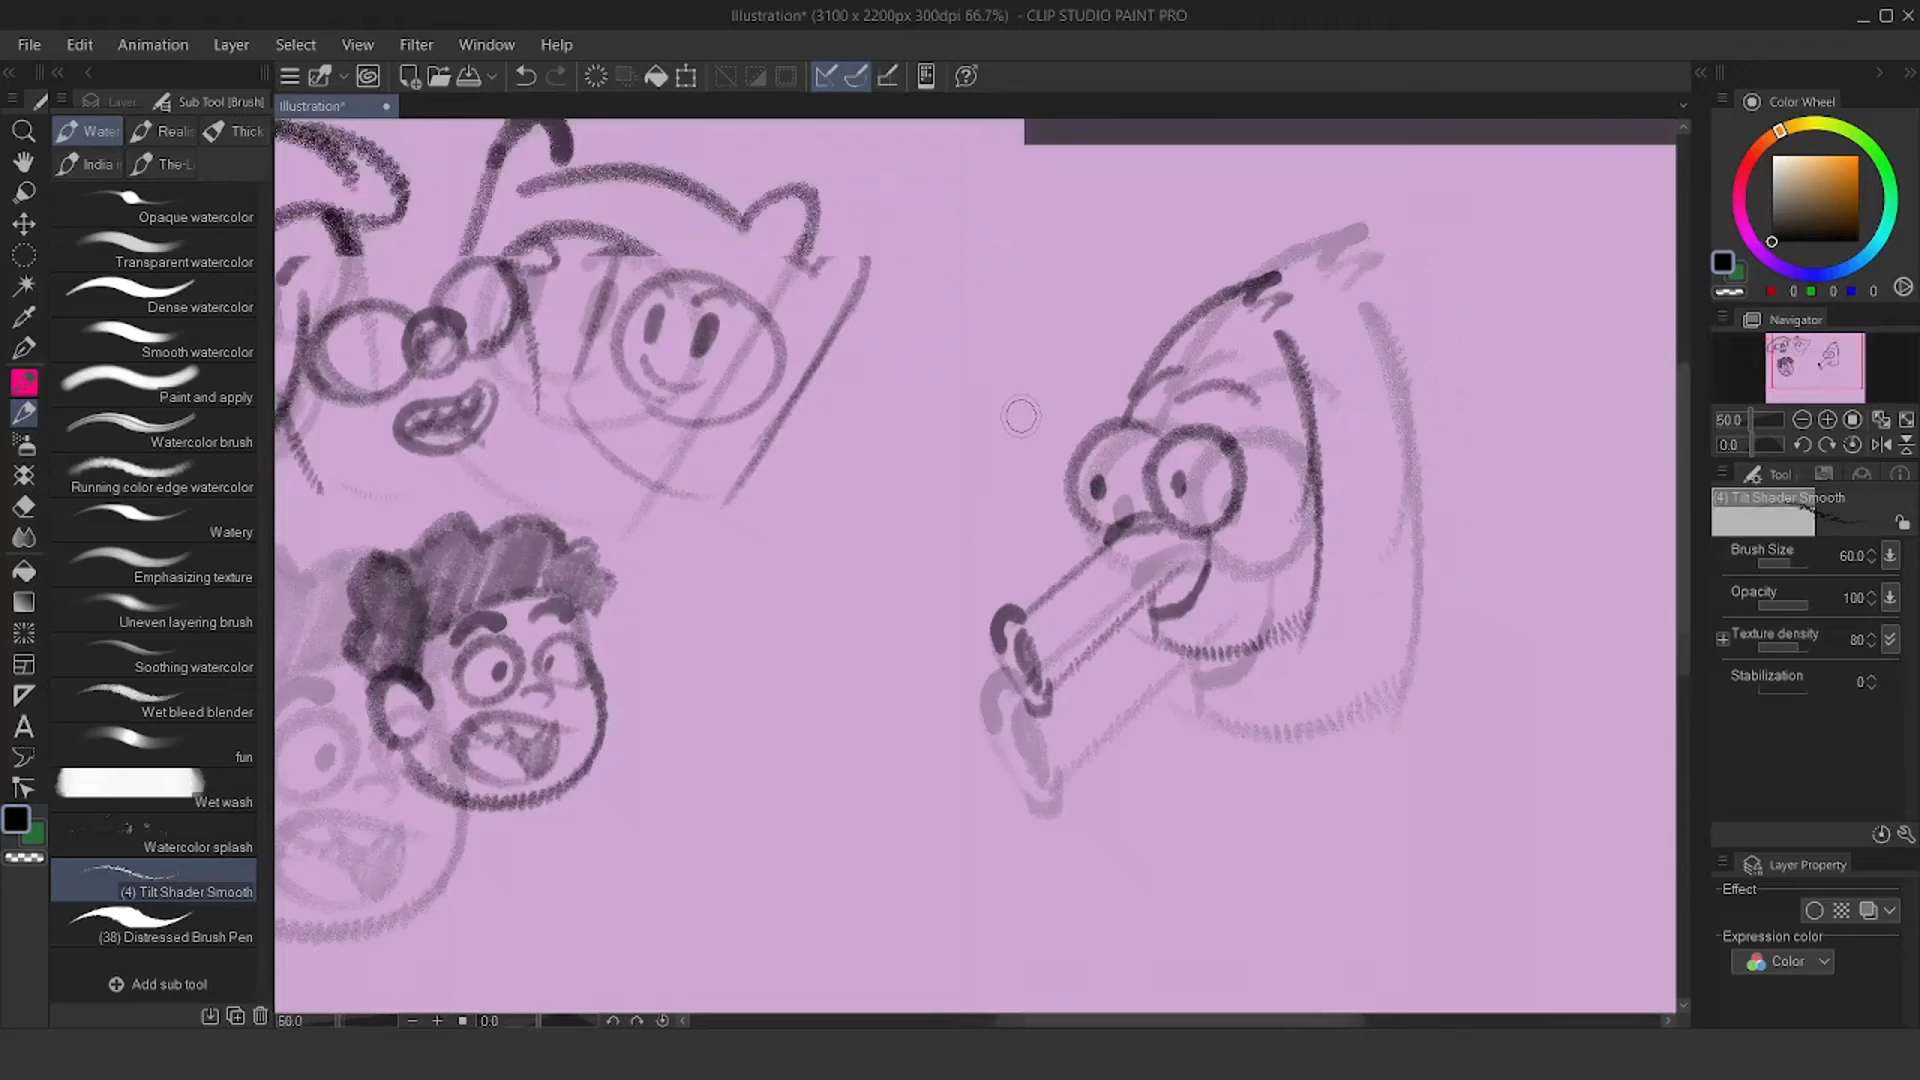 Illustration* (3100 x 2200px 300dpi 66.7%) - CLIP STUDIO PAINT PRO
File Edit Animation Layer Select View Filter Window Help
Layer Sub Tool [Brush]
Illustration*
Water Realis Thick
India i The-L
Opaque watercolor
Transparent watercolor
Dense watercolor
Smooth watercolor
Paint and apply
Watercolor brush
Running color edge watercolor
Watery
Emphasizing texture
Uneven layering brush
Soothing watercolor
Wet bleed blender
fun
Wet wash
Watercolor splash
(4) Tilt Shader Smooth
(38) Distressed Brush Pen
Add sub tool
0.0
Color Wheel
0 0 0
Navigator
50.0
0.0
Tool
(4) Tilt Shader Smooth
Brush Size 60.0
Opacity 100
Texture density 80
Stabilization 0
Layer Property
Effect
Expression color
Color